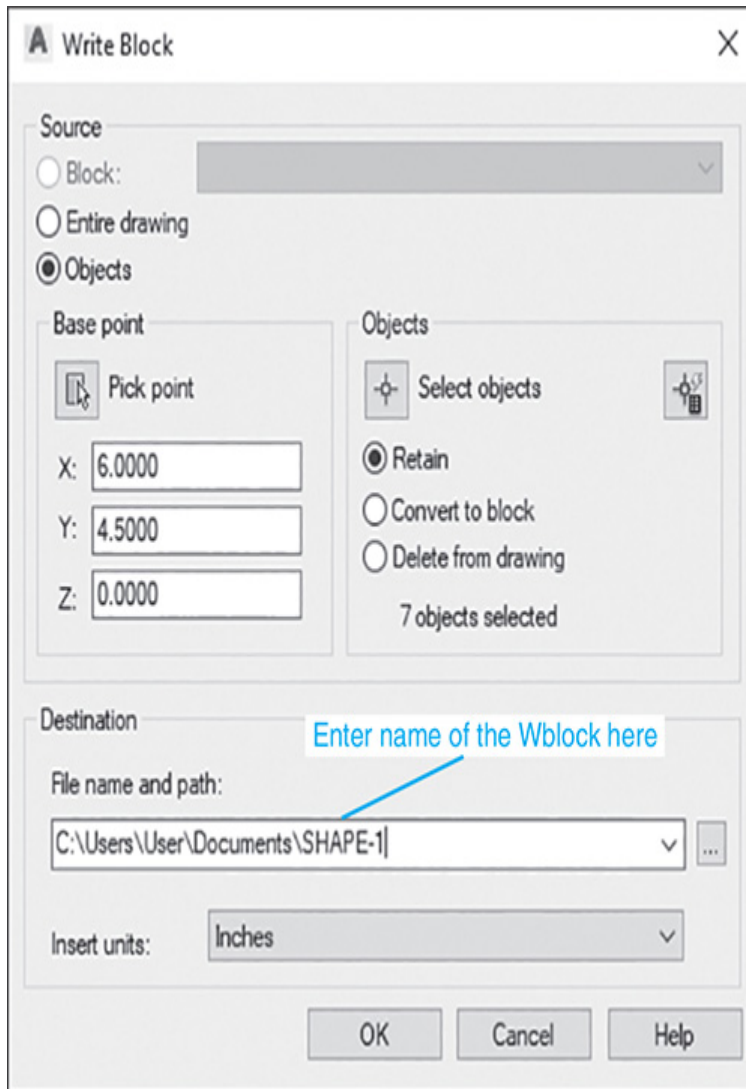 A Write Block X
Source
Block:
Entire drawing
Objects
Base point
Pick point
X: 6.0000
Y: 4.5000
Z: 0.0000
Objects
Select objects
Retain
Convert to block
Delete from drawing
7 objects selected
Destination
Enter name of the Wblock here
File name and path:
C:\Users\User\Documents\SHAPE-1
...
Insert units: Inches
OK Cancel Help